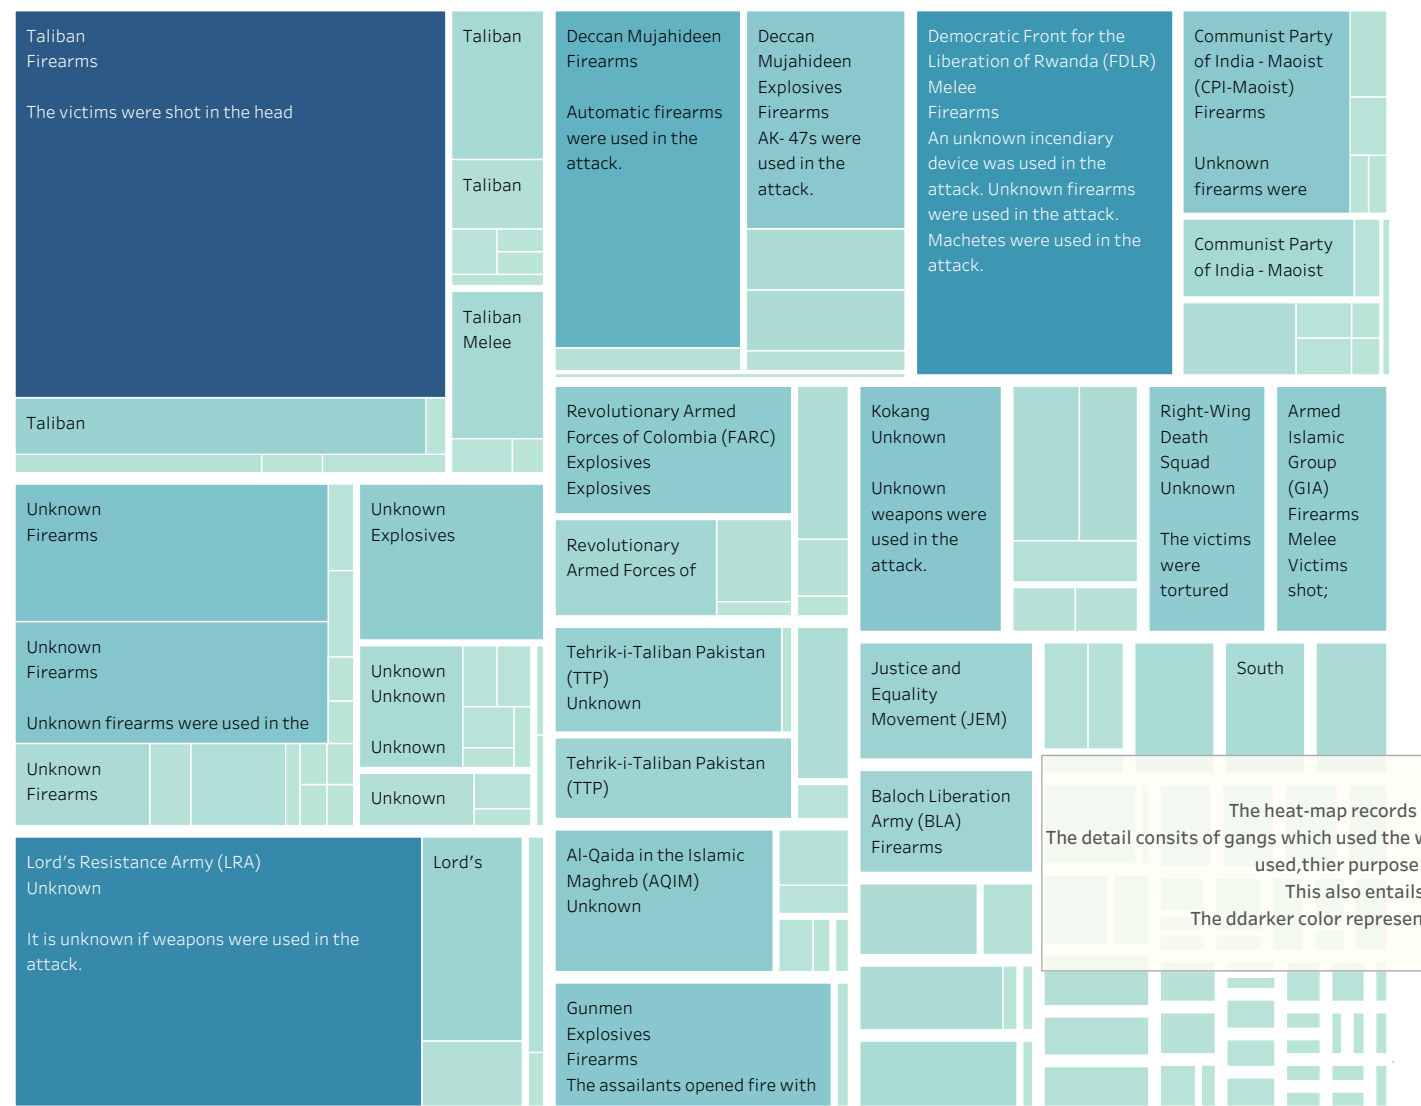 Taliban
Firearms
The victims were shot in the head
Taliban
Taliban
Taliban
Melee
Taliban
Deccan Mujahideen
Firearms
Automatic firearms
were used in the
attack.
Deccan
Mujahideen
Explosives
Firearms
AK- 47s were
used in the
attack.
Democratic Front for the
Liberation of Rwanda (FDLR)
Melee
Firearms
An unknown incendiary
device was used in the
attack. Unknown firearms
were used in the attack.
Machetes were used in the
attack.
Communist Party
of India - Maoist
(CPI-Maoist)
Firearms
Unknown
firearms were
Communist Party
of India - Maoist
Revolutionary Armed
Forces of Colombia (FARC)
Explosives
Explosives
Revolutionary
Armed Forces of
Kokang
Unknown
Unknown
weapons were
used in the
attack.
Right-Wing
Death
Squad
Unknown
The victims
were
tortured
Armed
Islamic
Group
(GIA)
Firearms
Melee
Victims
shot;
Unknown
Firearms
Unknown
Explosives
Unknown
Firearms
Unknown firearms were used in the
Unknown
Unknown
Unknown
Unknown
Firearms
Unknown
Tehrik-i-Taliban Pakistan
(TTP)
Unknown
Tehrik-i-Taliban Pakistan
(TTP)
Justice and
Equality
Movement (JEM)
South
Baloch Liberation
Army (BLA)
Firearms
The heat-map records
The detail consits of gangs which used the w
used,thier purpose
This also entails
The ddarker color represen
Lord's Resistance Army (LRA)
Unknown
It is unknown if weapons were used in the
attack.
Lord's
Al-Qaida in the Islamic
Maghreb (AQIM)
Unknown
Gunmen
Explosives
Firearms
The assailants opened fire with